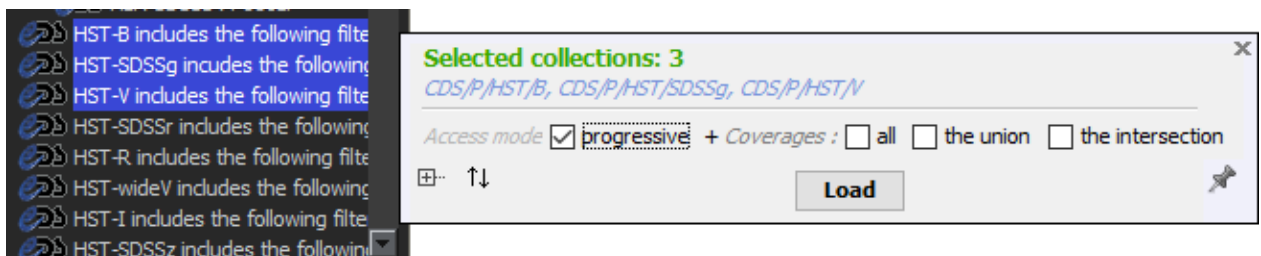 HST-B includes the following filte
HST-SDSSg incudes the following
HST-V includes the following filte
HST-SDSSr includes the following
HST-R includes the following filte
HST-wideV includes the following
HST-I includes the following filte
HST-SDSSz includes the following
Selected collections: 3
CDS/P/HST/B, CDS/P/HST/SDSSg, CDS/P/HST/V
Access mode progressive + Coverages : all the union the intersection
Load